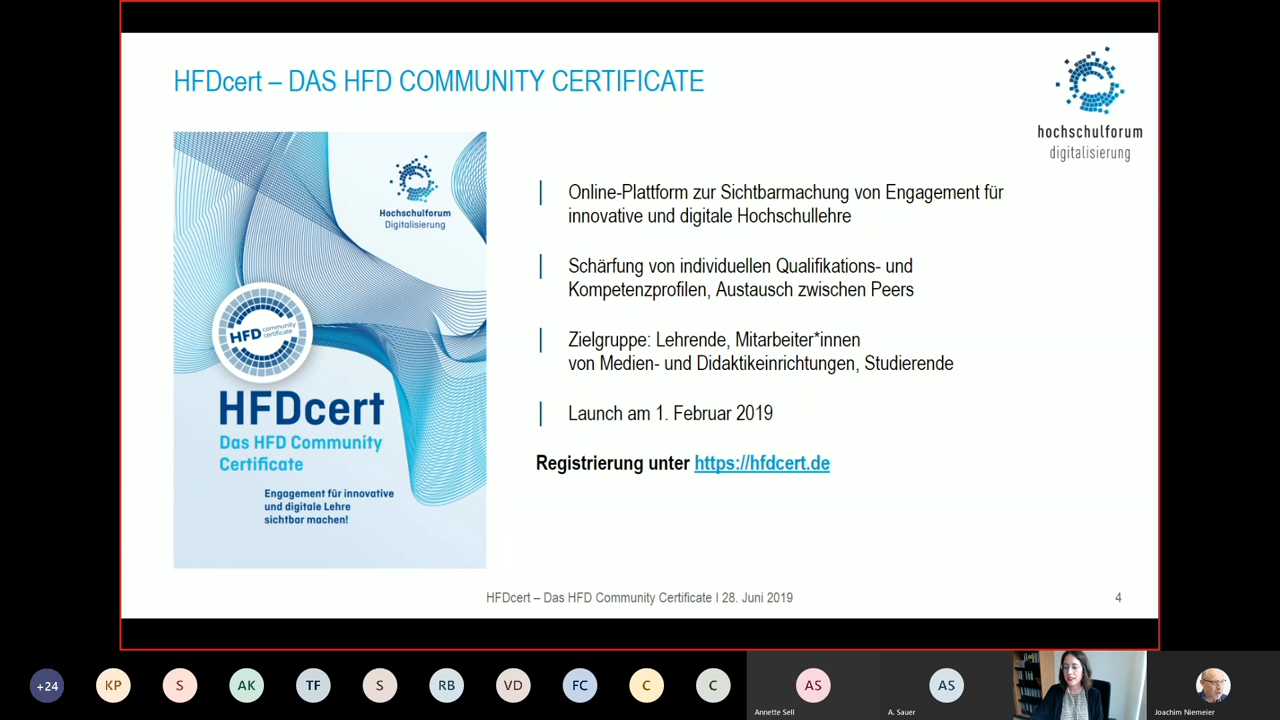 HFDcert – DAS HFD COMMUNITY CERTIFICATE
hochschulforum
digitalisierung
Hochschulforum
Digitalisierung
HFD community
certificate
HFDcert
Das HFD Community
Certificate
Engagement für innovative
und digitale Lehre
sichtbar machen!
Online-Plattform zur Sichtbarmachung von Engagement für
innovative und digitale Hochschullehre
Schärfung von individuellen Qualifikations- und
Kompetenzprofilen, Austausch zwischen Peers
Zielgruppe: Lehrende, Mitarbeiter*innen
von Medien- und Didaktikeinrichtungen, Studierende
Launch am 1. Februar 2019
Registrierung unter https://hfdcert.de
HFDcert – Das HFD Community Certificate I 28. Juni 2019
4
+24
KP
S
AK
TF
S
RB
VD
FC
C
C
AS
Annette Sell
AS
A. Sauer
Joachim Niemeier